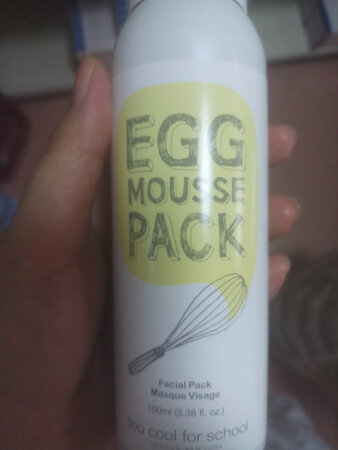 EGG
MOUSSE
PACK
Facial Pack
Masque Visage
100ml (3.38 fl. oz.)
too cool for school